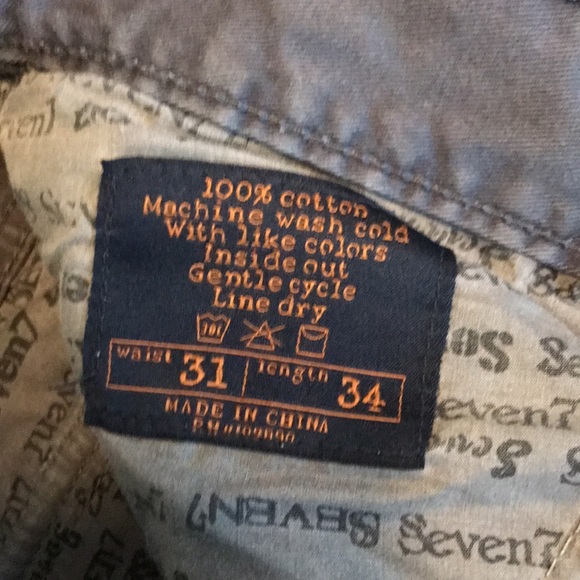 100% cotton
Machine wash cold
With like colors
Inside out
Gentle cycle
Line dry
waist 31 length 34
MADE IN CHINA
Seven7
SEVEN7
Seven7